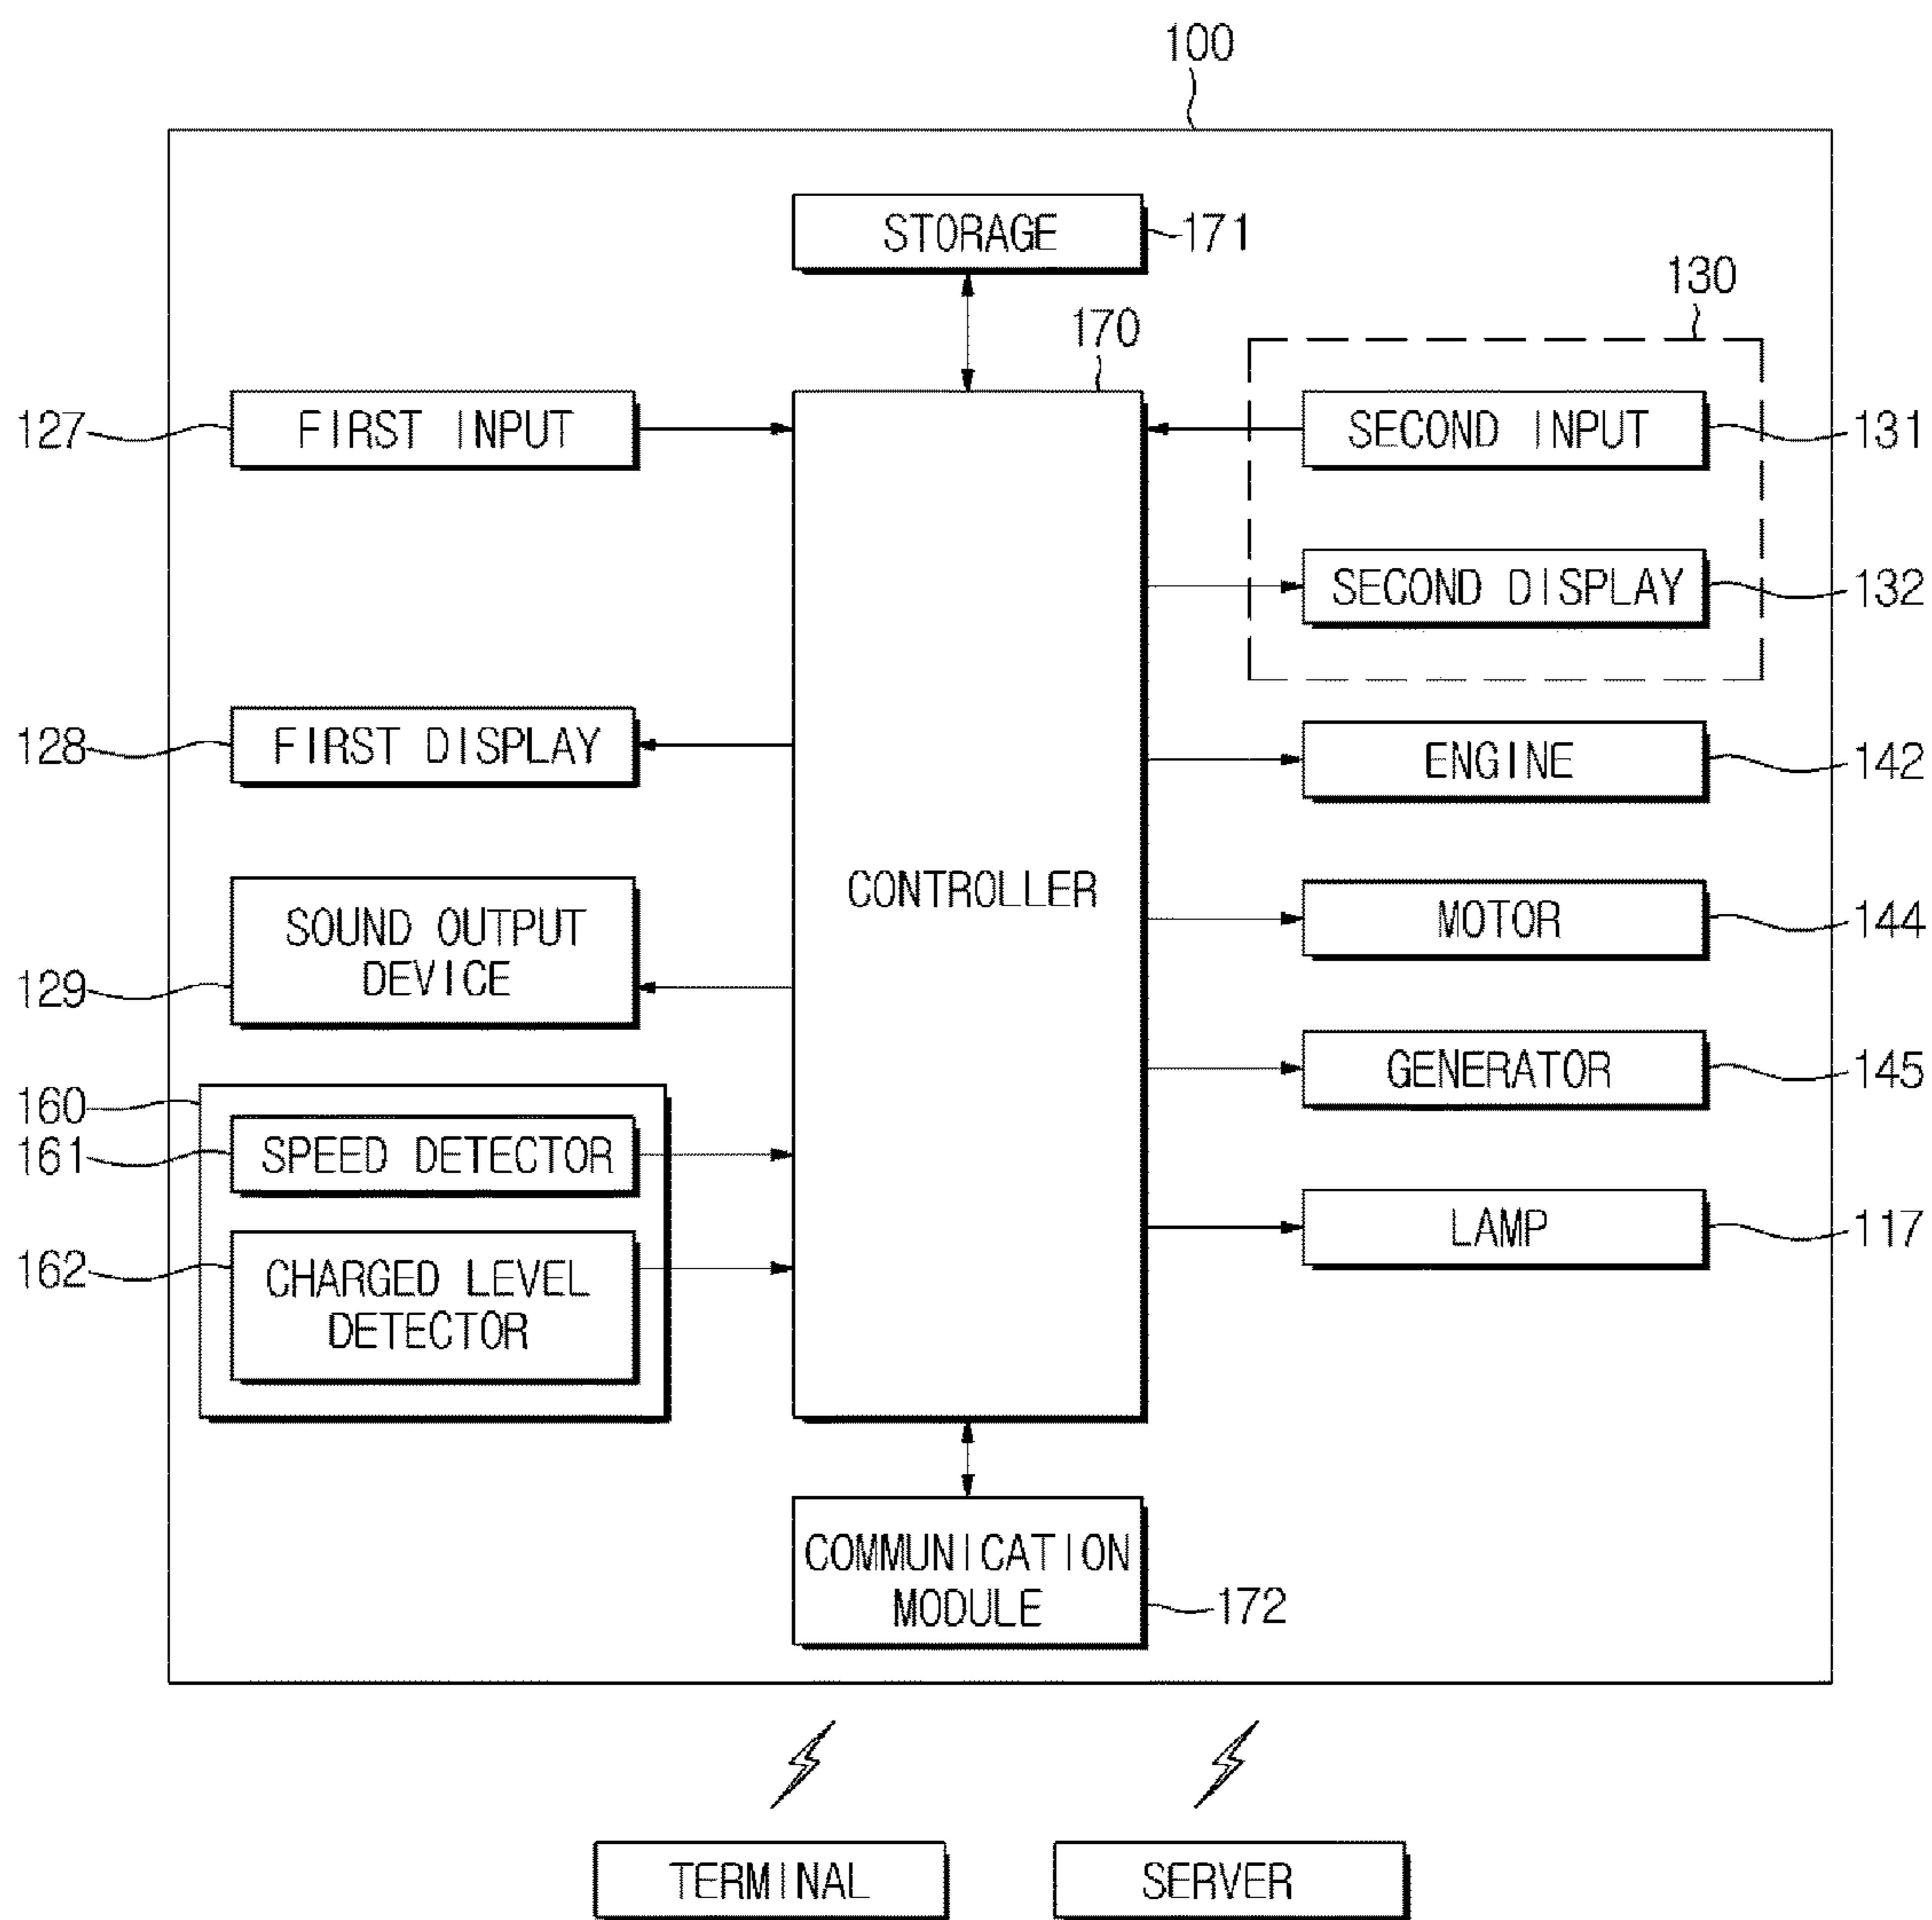 100
STORAGE
171
130
170
127
FIRST INPUT
SECOND INPUT
131
SECOND DISPLAY
132
128
FIRST DISPLAY
ENGINE
142
CONTROLLER
SOUND OUTPUT
DEVICE
129
MOTOR
144
GENERATOR
145
160
161
SPEED DETECTOR
162
CHARGED LEVEL
DETECTOR
LAMP
117
COMMUNICATION
MODULE
172
TERMINAL
SERVER